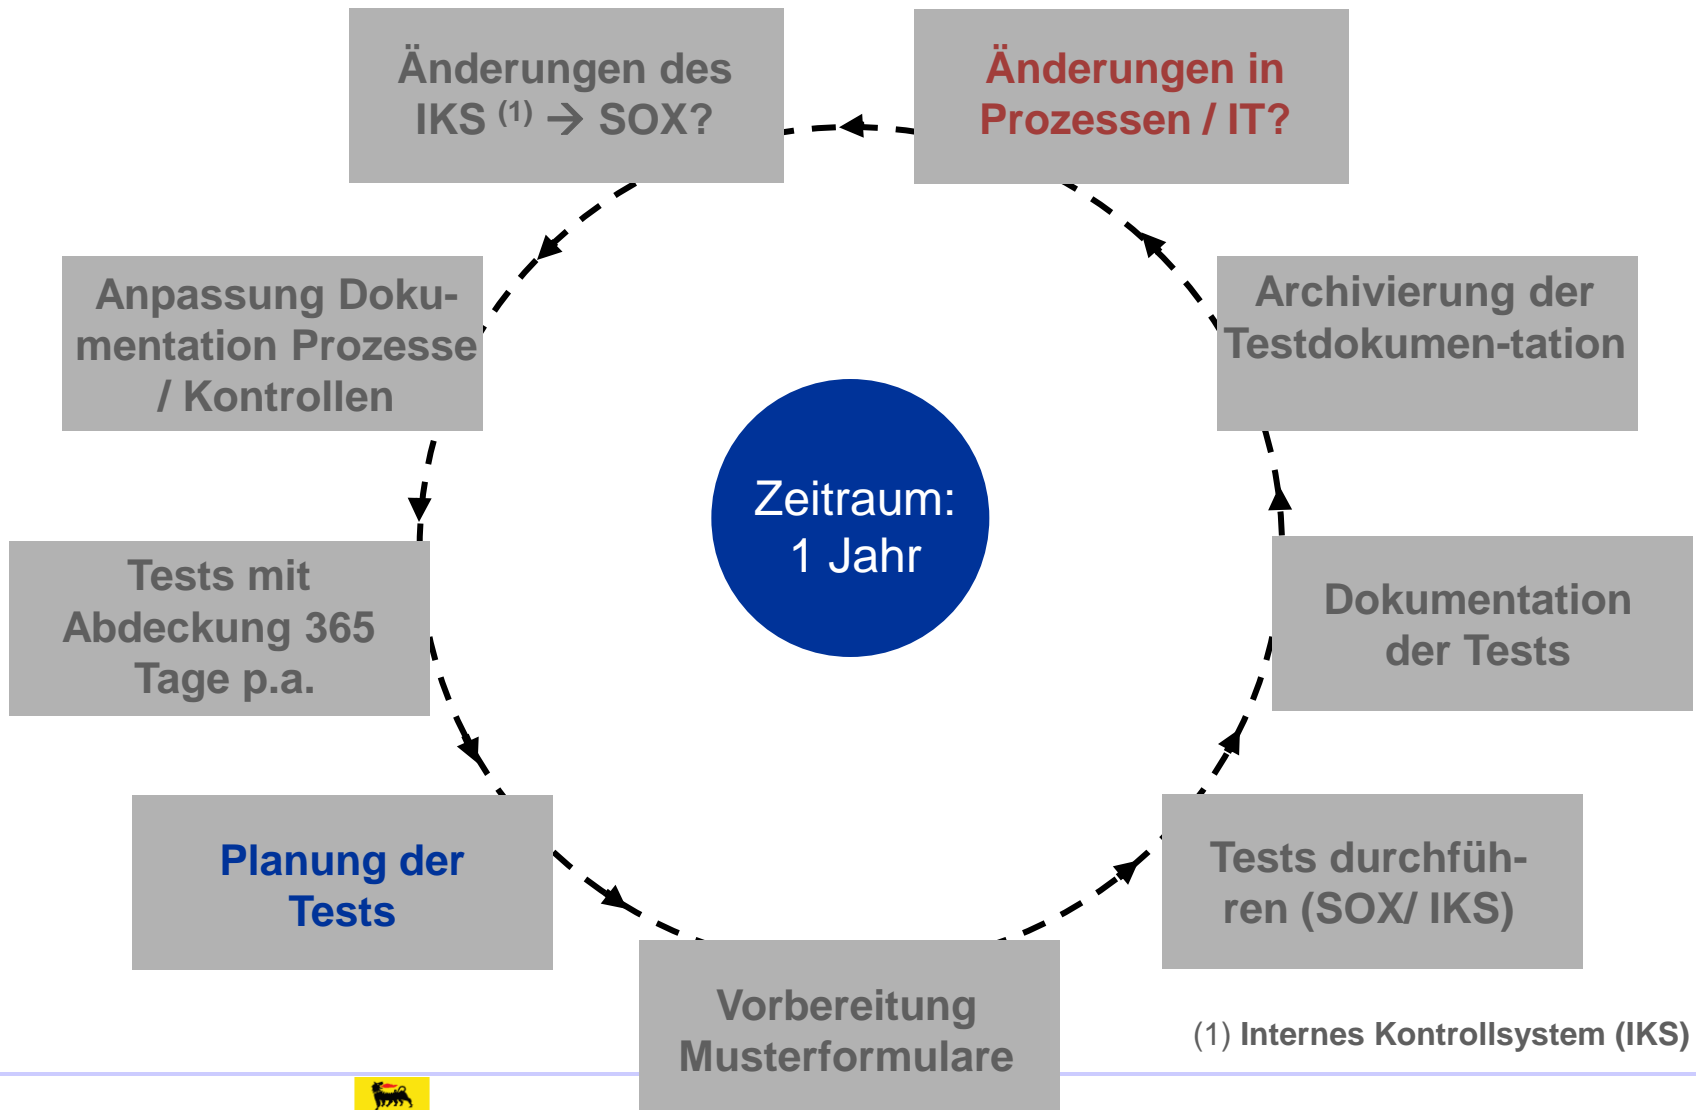 Änderungen des
IKS (1) → SOX?
Änderungen in
Prozessen / IT?
Anpassung Doku-
mentation Prozesse
/ Kontrollen
Archivierung der
Testdokumen-tation
Zeitraum:
1 Jahr
Tests mit
Abdeckung 365
Tage p.a.
Dokumentation
der Tests
Planung der
Tests
Tests durchfüh-
ren (SOX/ IKS)
Vorbereitung
Musterformulare
(1) Internes Kontrollsystem (IKS)